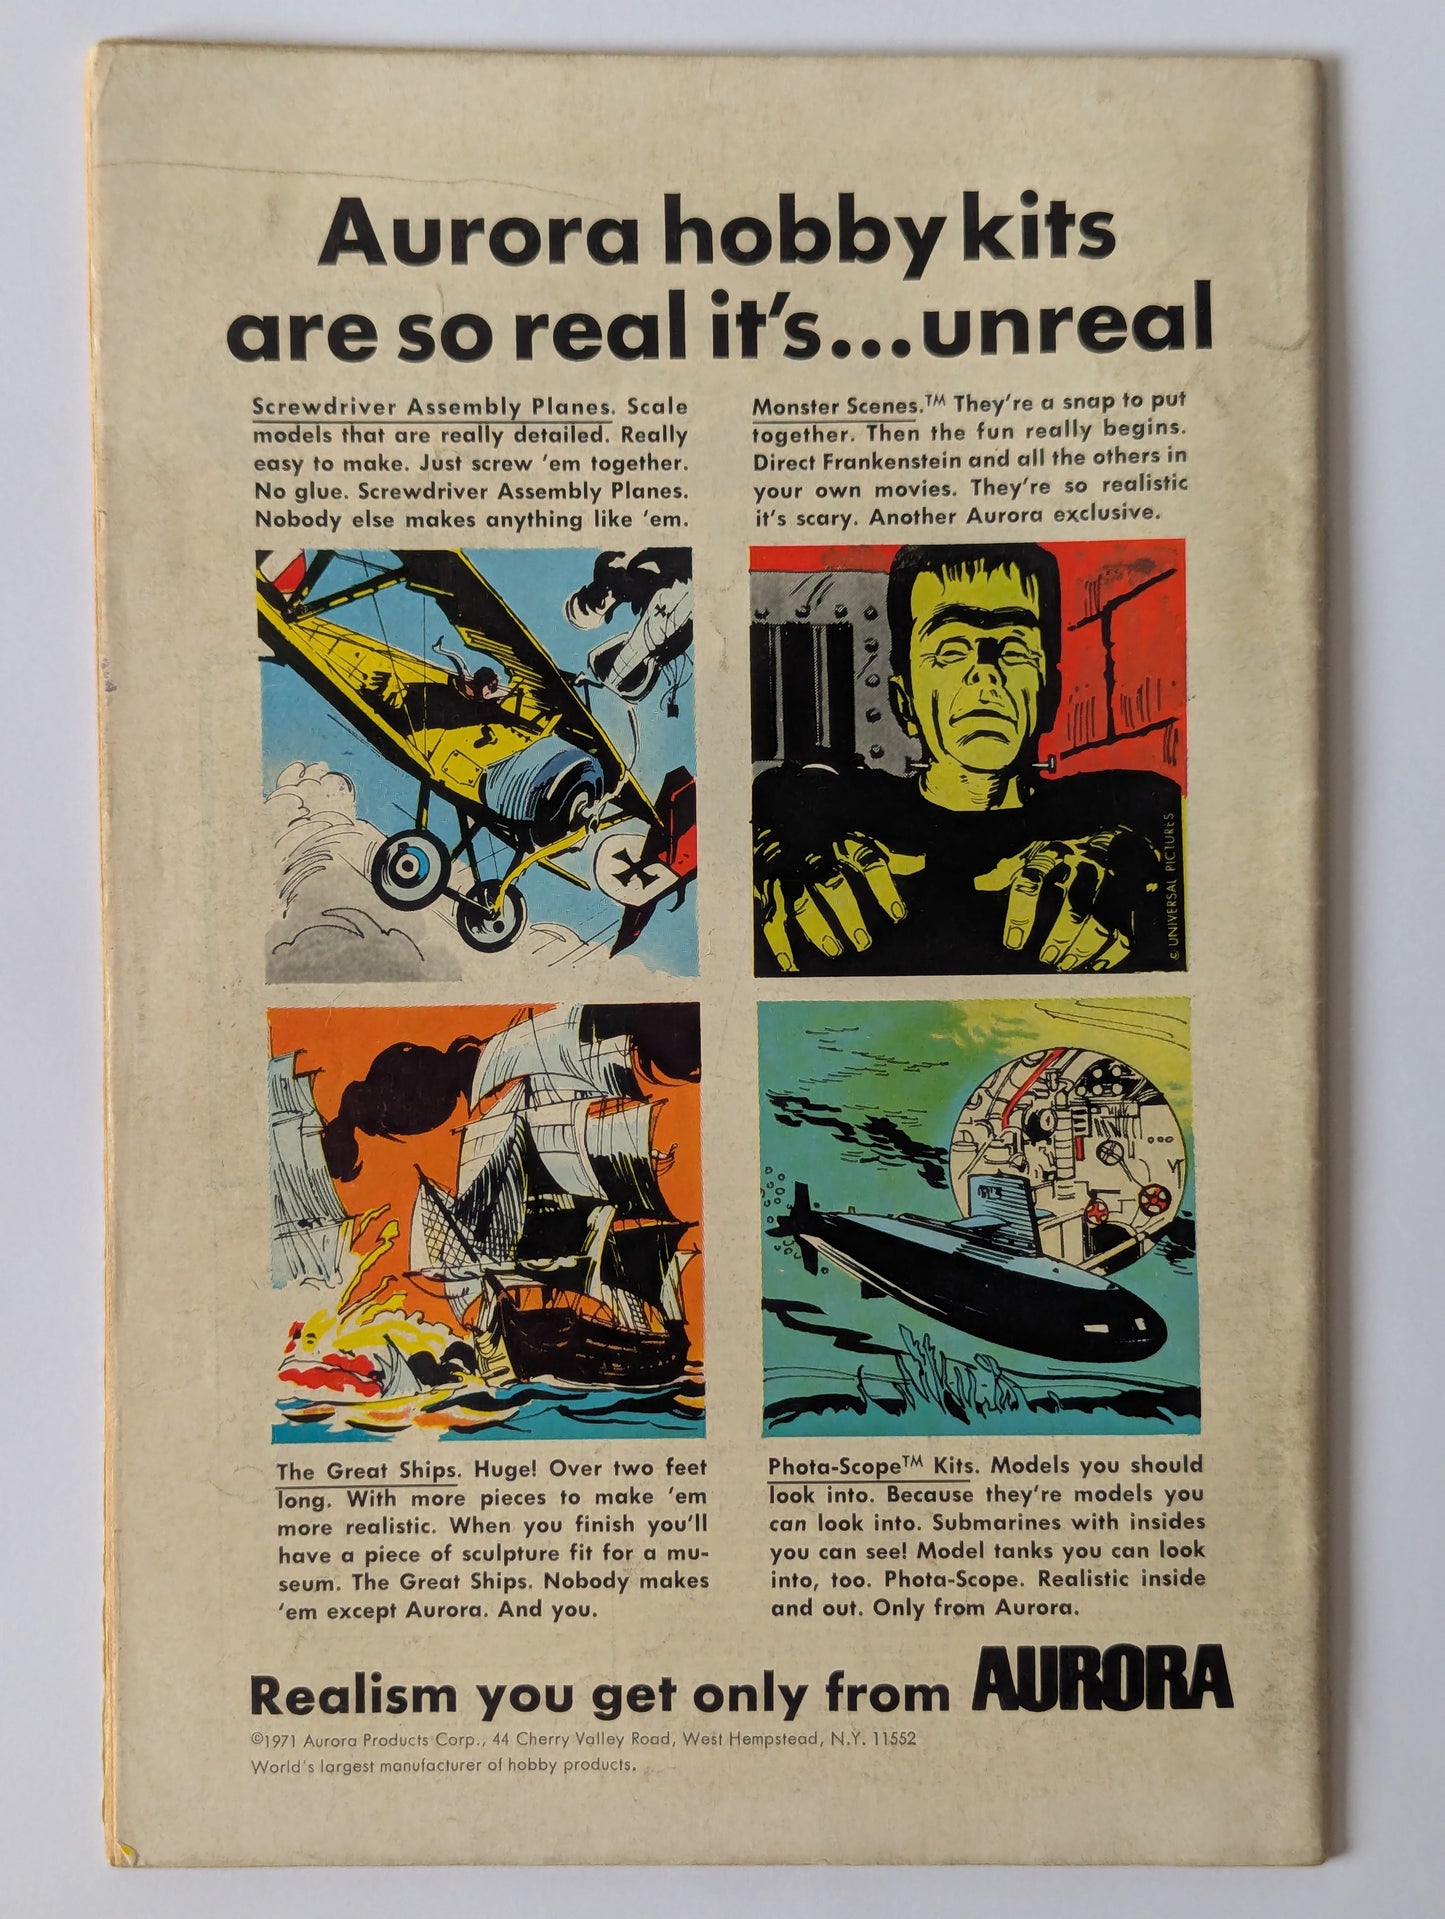 Aurora hobby kits
are so real it's...unreal
Screwdriver Assembly Planes. Scale
models that are really detailed. Really
easy to make. Just screw 'em together.
No glue. Screwdriver Assembly Planes.
Nobody else makes anything like 'em.
Monster Scenes.™ They're a snap to put
together. Then the fun really begins.
Direct Frankenstein and all the others in
your own movies. They're so realistic
it's scary. Another Aurora exclusive.
© UNIVERSAL PICTURES
The Great Ships. Huge! Over two feet
long. With more pieces to make 'em
more realistic. When you finish you'll
have a piece of sculpture fit for a mu-
seum. The Great Ships. Nobody makes
'em except Aurora. And you.
Phota-Scope™ Kits. Models you should
look into. Because they're models you
can look into. Submarines with insides
you can see! Model tanks you can look
into, too. Phota-Scope. Realistic inside
and out. Only from Aurora.
Realism you get only from AURORA
©1971 Aurora Products Corp., 44 Cherry Valley Road, West Hempstead, N.Y. 11552
World's largest manufacturer of hobby products.